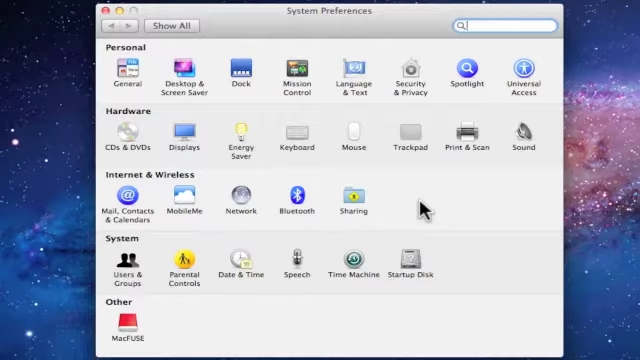 System Preferences
Show All
Personal
General
Desktop &
Screen Saver
Dock
Mission
Control
Language
& Text
Security
& Privacy
Spotlight
Universal
Access
Hardware
CDs & DVDs
Displays
Energy
Saver
Keyboard
Mouse
Trackpad
Print & Scan
Sound
Internet & Wireless
Mail, Contacts
& Calendars
MobileMe
Network
Bluetooth
Sharing
System
Users &
Groups
Parental
Controls
Date & Time
Speech
Time Machine
Startup Disk
Other
MacFUSE